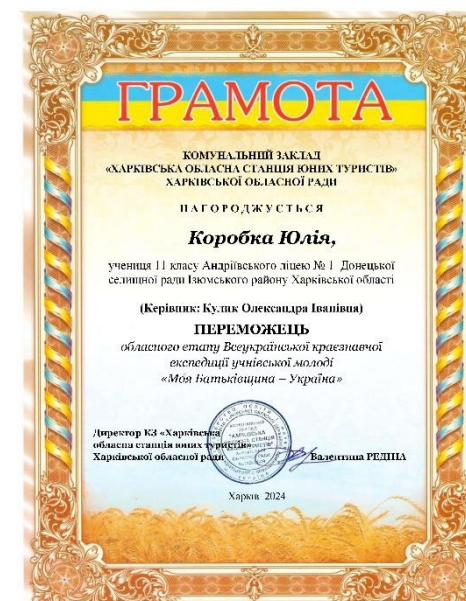 ГРАМОТА
КОМУНАЛЬНИЙ ЗАКЛАД
«ХАРКІВСЬКА ОБЛАСНА СТАНЦІЯ ЮНИХ ТУРИСТІВ»
ХАРКІВСЬКОЇ ОБЛАСНОЇ РАДИ
НАГОРОДЖУЄТЬСЯ
Коробка Юлія,
учениця 11 класу Андріївського ліцею № 1 Донецької
селищної ради Ізюмського району Харківської області
(Керівник: Кулик Олександра Іванівна)
ПЕРЕМОЖЕЦЬ
обласного етапу Всеукраїнської краєзнавчої
експедиції учнівської молоді
«Моя Батьківщина – Україна»
Директор КЗ «Харківська
обласна станція юних туристів»
Харківської обласної ради Валентина РЕДІНА
Харків 2024